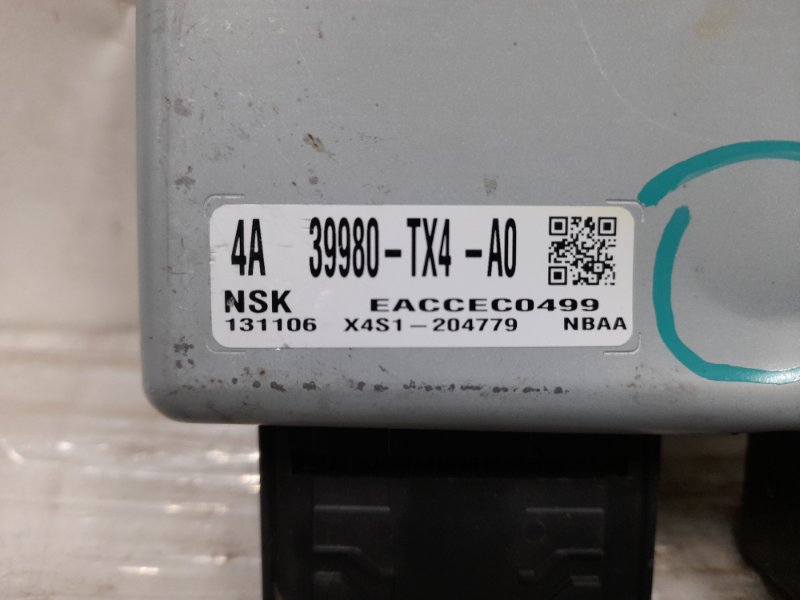 4A 39980-TX4-A0
NSK EACCEC0499
131106 X4S1-204779 NBAA